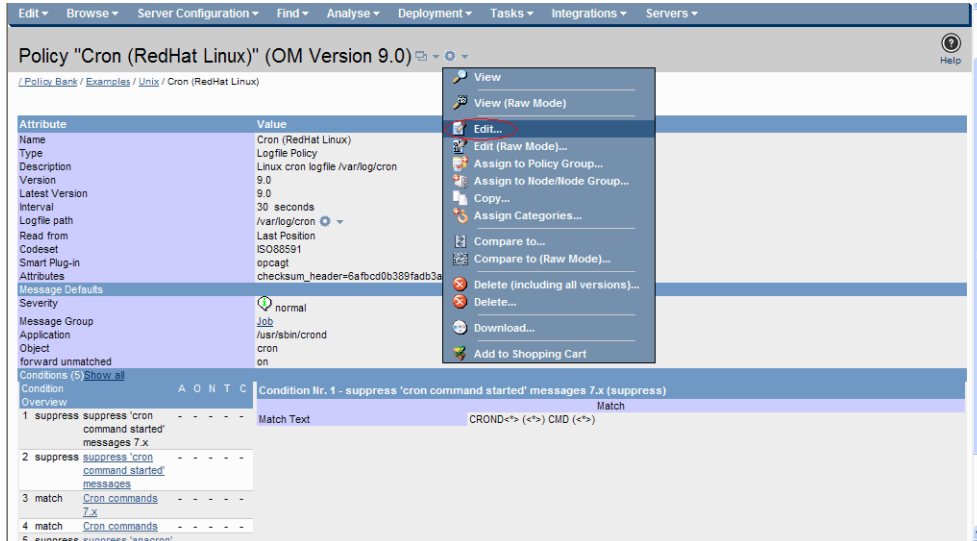 Edit Browse Server Configuration Find Analyse Deployment Tasks Integrations Servers
Policy "Cron (RedHat Linux)" (OM Version 9.0)
Help
/ Policy Bank / Examples / Unix / Cron (RedHat Linux)
View
View (Raw Mode)
Edit...
Edit (Raw Mode)...
Assign to Policy Group...
Assign to Node/Node Group...
Copy...
Assign Categories...
Compare to...
Compare to (Raw Mode)...
Delete (including all versions)...
Delete...
Download...
Add to Shopping Cart
Attribute Value
Name Cron (RedHat Linux)
Type Logfile Policy
Description Linux cron logfile /var/log/cron
Version 9.0
Latest Version 9.0
Interval 30 seconds
Logfile path /var/log/cron
Read from Last Position
Codeset ISO88591
Smart Plug-in opcagt
Attributes checksum_header=6afbcd0b389fadb3a
Message Defaults
Severity normal
Message Group Job
Application /usr/sbin/crond
Object cron
forward unmatched on
Conditions (5) Show all
Condition Overview A O N T C
1 suppress suppress 'cron command started' messages 7.x - - - - -
2 suppress suppress 'cron command started' messages - - - - -
3 match Cron commands 7.x - - - - -
4 match Cron commands - - - - -
5 suppress suppress 'anacron'
Condition Nr. 1 - suppress 'cron command started' messages 7.x (suppress)
Match
Match Text CROND<*> (<*>) CMD (<*>)